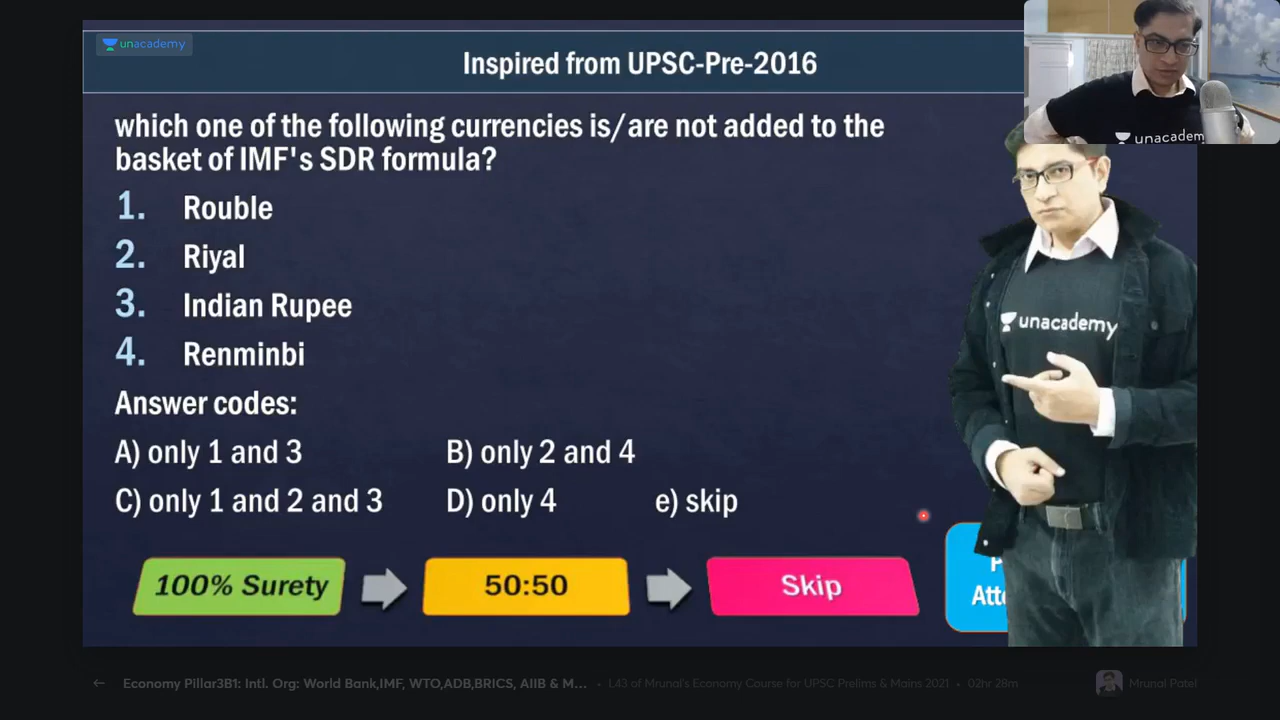 unacademy
Inspired from UPSC-Pre-2016
unacadem
which one of the following currencies is/are not added to the
basket of IMF's SDR formula?
1. Rouble
2. Riyal
3. Indian Rupee
4. Renminbi
unacademy
Answer codes:
A) only 1 and 3 B) only 2 and 4
C) only 1 and 2 and 3 D) only 4 e) skip
100% Surety 50:50 Skip
Att
Economy Pillar3B1: Intl. Org: World Bank,IMF, WTO,ADB,BRICS, AIIB & M... • L43 of Mrunal's Economy Course for UPSC Prelims & Mains 2021 • 02hr 28m Mrunal Patel